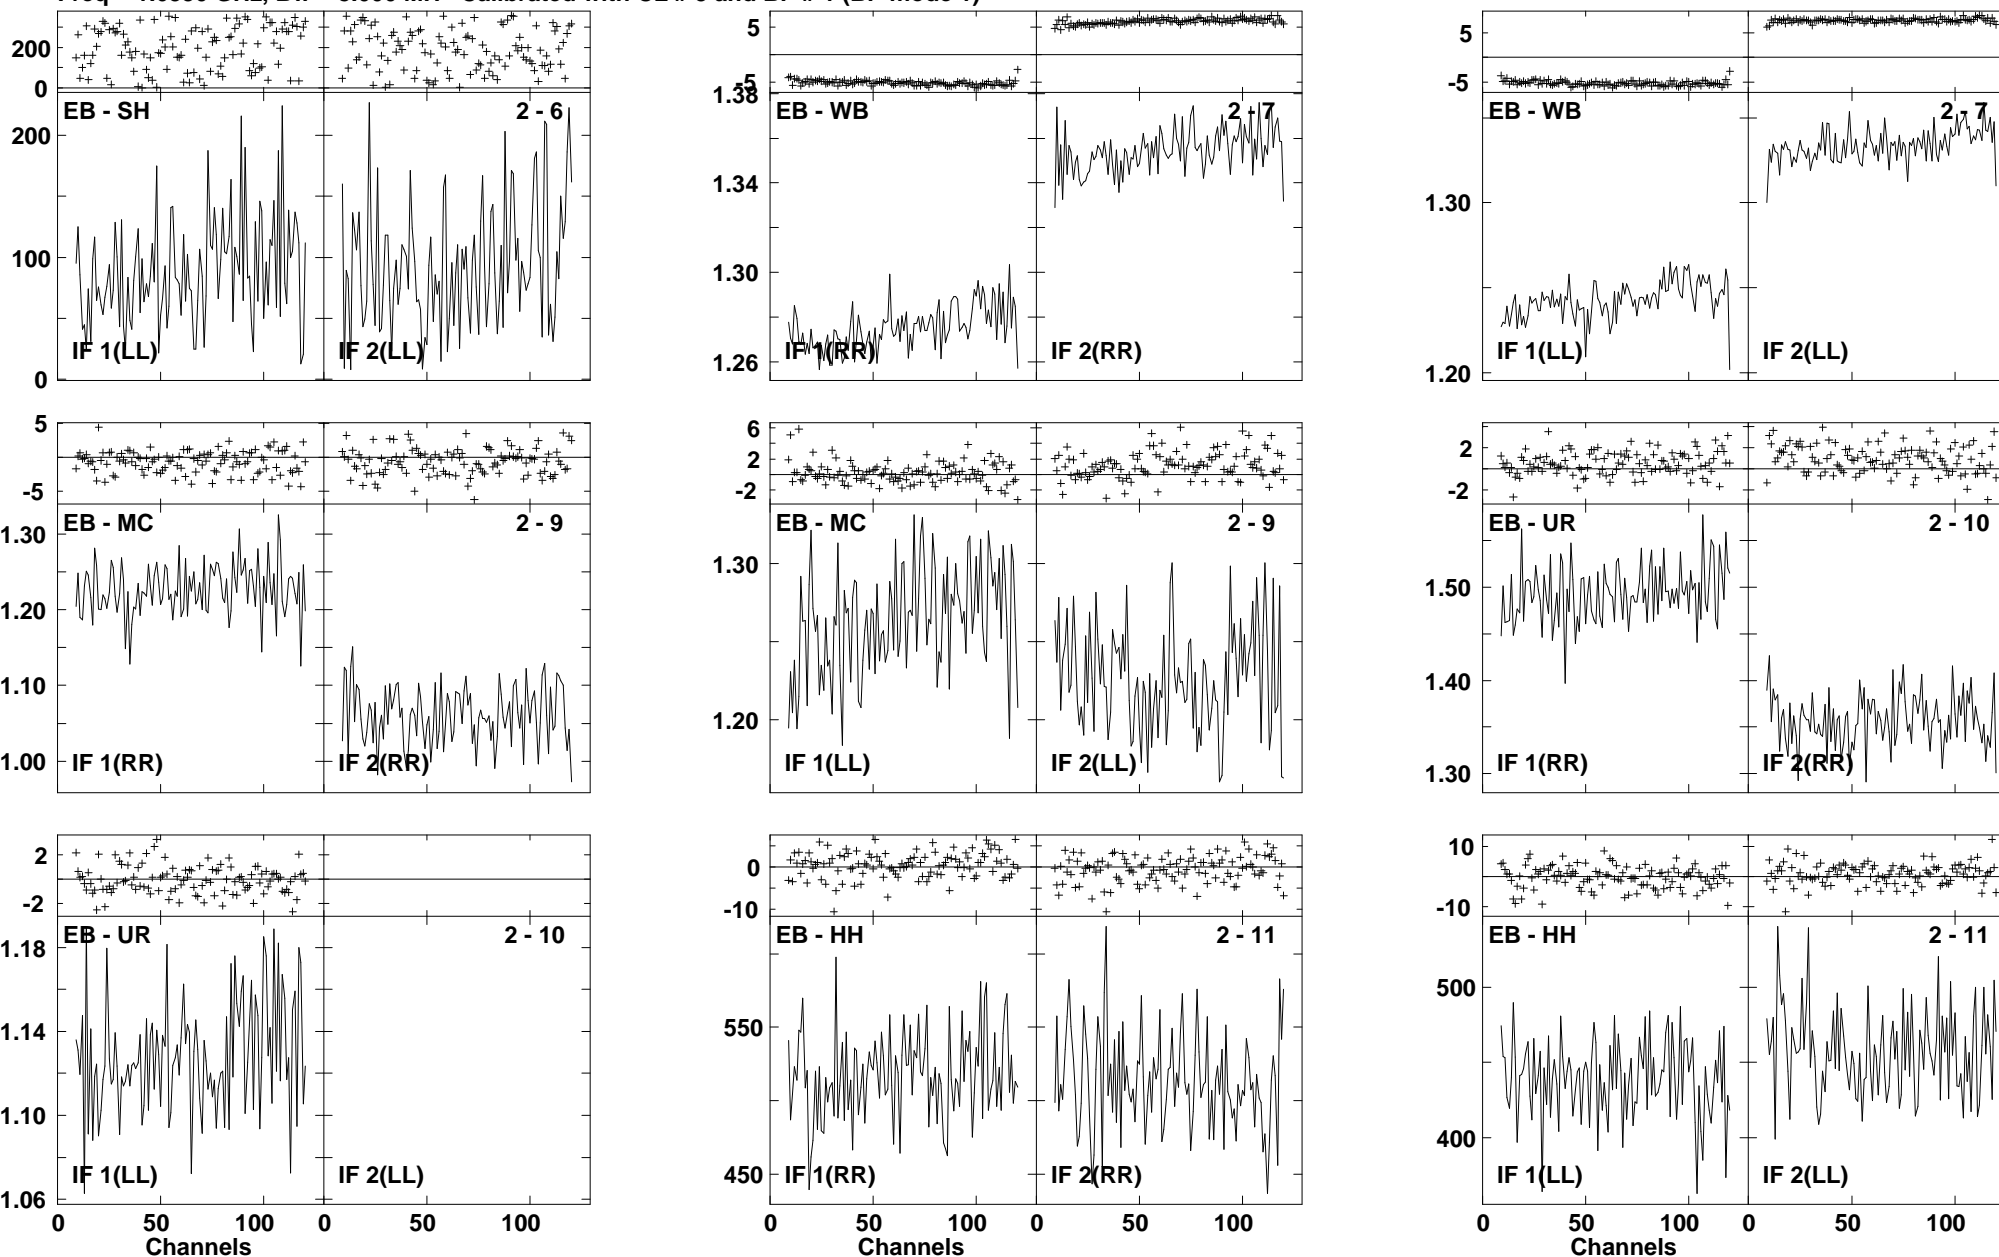 200
0
EB - SH
2 - 6
200
100
0
IF 1(LL)
IF 2(LL)
5
-5
1.38
EB - WB
2 - 7
1.34
1.30
1.26
IF 1(RR)
IF 2(RR)
5
-5
EB - WB
2 - 7
1.30
1.20
IF 1(LL)
IF 2(LL)
5
-5
EB - MC
2 - 9
1.30
1.20
1.10
1.00
IF 1(RR)
IF 2(RR)
6
2
-2
EB - MC
2 - 9
1.30
1.20
IF 1(LL)
IF 2(LL)
2
-2
EB - UR
2 - 10
1.50
1.40
1.30
IF 1(RR)
IF 2(RR)
2
-2
EB - UR
2 - 10
1.18
1.14
1.10
1.06
IF 1(LL)
IF 2(LL)
0 50 100 0 50 100
Channels
0
-10
EB - HH
2 - 11
550
450
IF 1(RR)
IF 2(RR)
0 50 100 0 50 100
Channels
10
-10
EB - HH
2 - 11
500
400
IF 1(LL)
IF 2(LL)
0 50 100 0 50 100
Channels